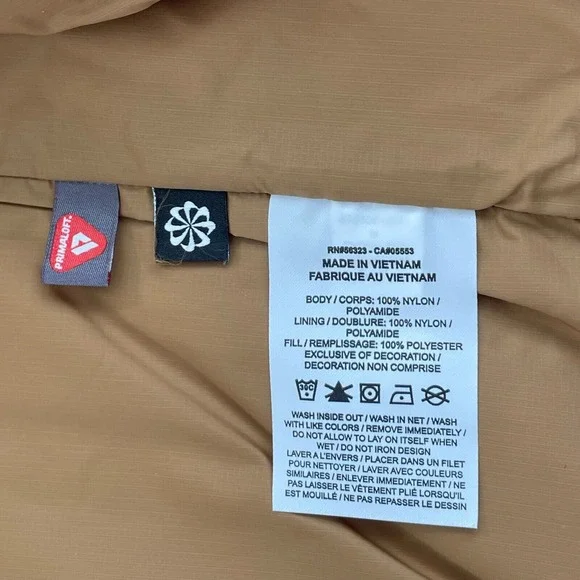 PRIMALOFT.
RN#56323 - CA#05553
MADE IN VIETNAM
FABRIQUE AU VIETNAM
BODY / CORPS: 100% NYLON /
POLYAMIDE
LINING / DOUBLURE: 100% NYLON /
POLYAMIDE
FILL / REMPLISSAGE: 100% POLYESTER
EXCLUSIVE OF DECORATION /
DECORATION NON COMPRISE
30C
WASH INSIDE OUT / WASH IN NET / WASH
WITH LIKE COLORS / REMOVE IMMEDIATELY /
DO NOT ALLOW TO LAY ON ITSELF WHEN
WET / DO NOT IRON DESIGN
LAVER A L'ENVERS / PLACER DANS UN FILET
POUR NETTOYER / LAVER AVEC COULEURS
SIMILAIRES / ENLEVER IMMEDIATEMENT / NE
PAS LAISSER LE VÊTEMENT PLIÉ LORSQU'IL
EST MOUILLÉ / NE PAS REPASSER LE DESSIN